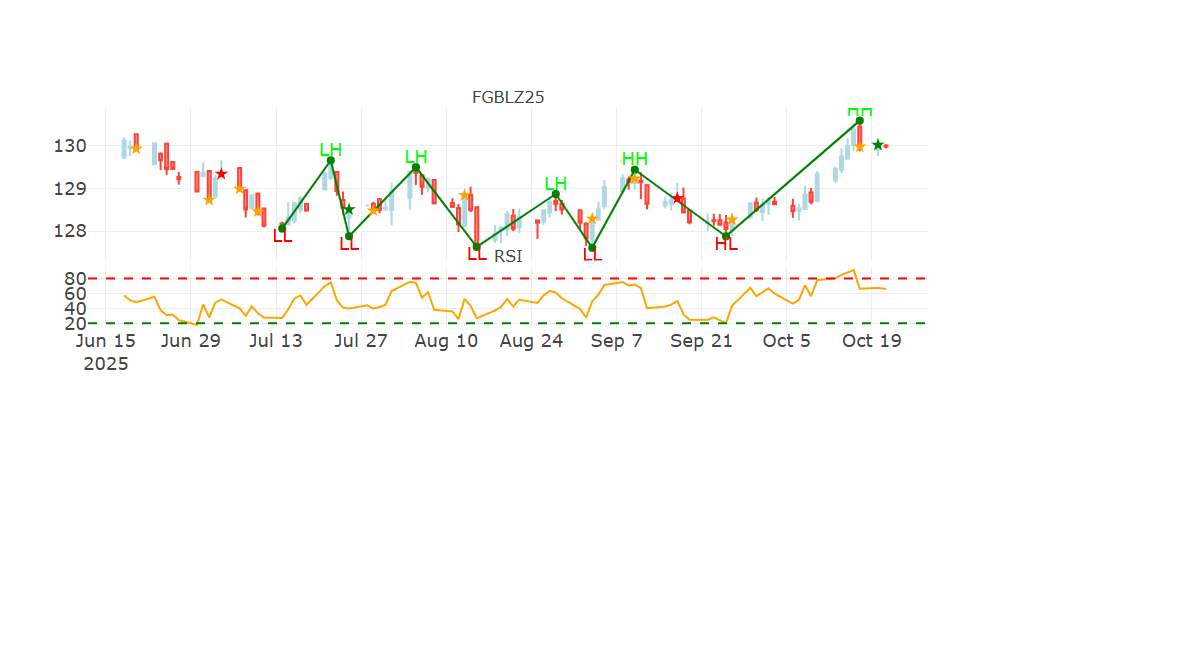 FGBLZ25
130
129
128
LH
LH
LH
HH
LL
LL
LL
LL
HL
RSI
80
60
40
20
Jun 15
2025
Jun 29
Jul 13
Jul 27
Aug 10
Aug 24
Sep 7
Sep 21
Oct 5
Oct 19